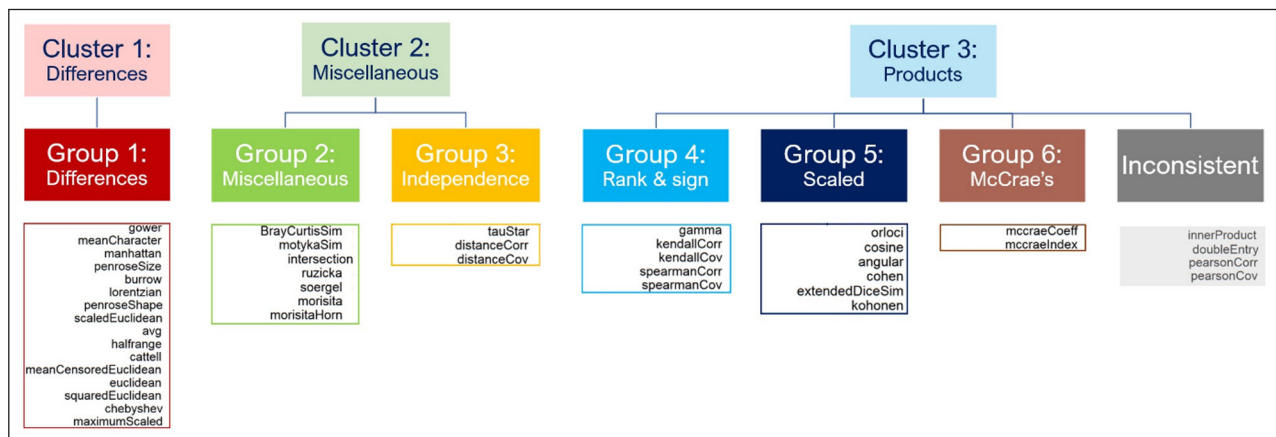 Cluster 1:
Differences
Cluster 2:
Miscellaneous
Cluster 3:
Products
Group 1:
Differences
Group 2:
Miscellaneous
Group 3:
Independence
Group 4:
Rank & sign
Group 5:
Scaled
Group 6:
McCrae's
Inconsistent
gower
meanCharacter
manhattan
penroseSize
burrow
lorentzian
penroseShape
scaledEuclidean
avg
halfrange
cattell
meanCensoredEuclidean
euclidean
squaredEuclidean
chebyshev
maximumScaled
BrayCurtisSim
motykaSim
intersection
ruzicka
soergel
morisita
morisitaHorn
tauStar
distanceCorr
distanceCov
gamma
kendallCorr
kendallCov
spearmanCorr
spearmanCov
orloci
cosine
angular
cohen
extendedDiceSim
kohonen
mccraeCoeff
mccraeIndex
innerProduct
doubleEntry
pearsonCorr
pearsonCov